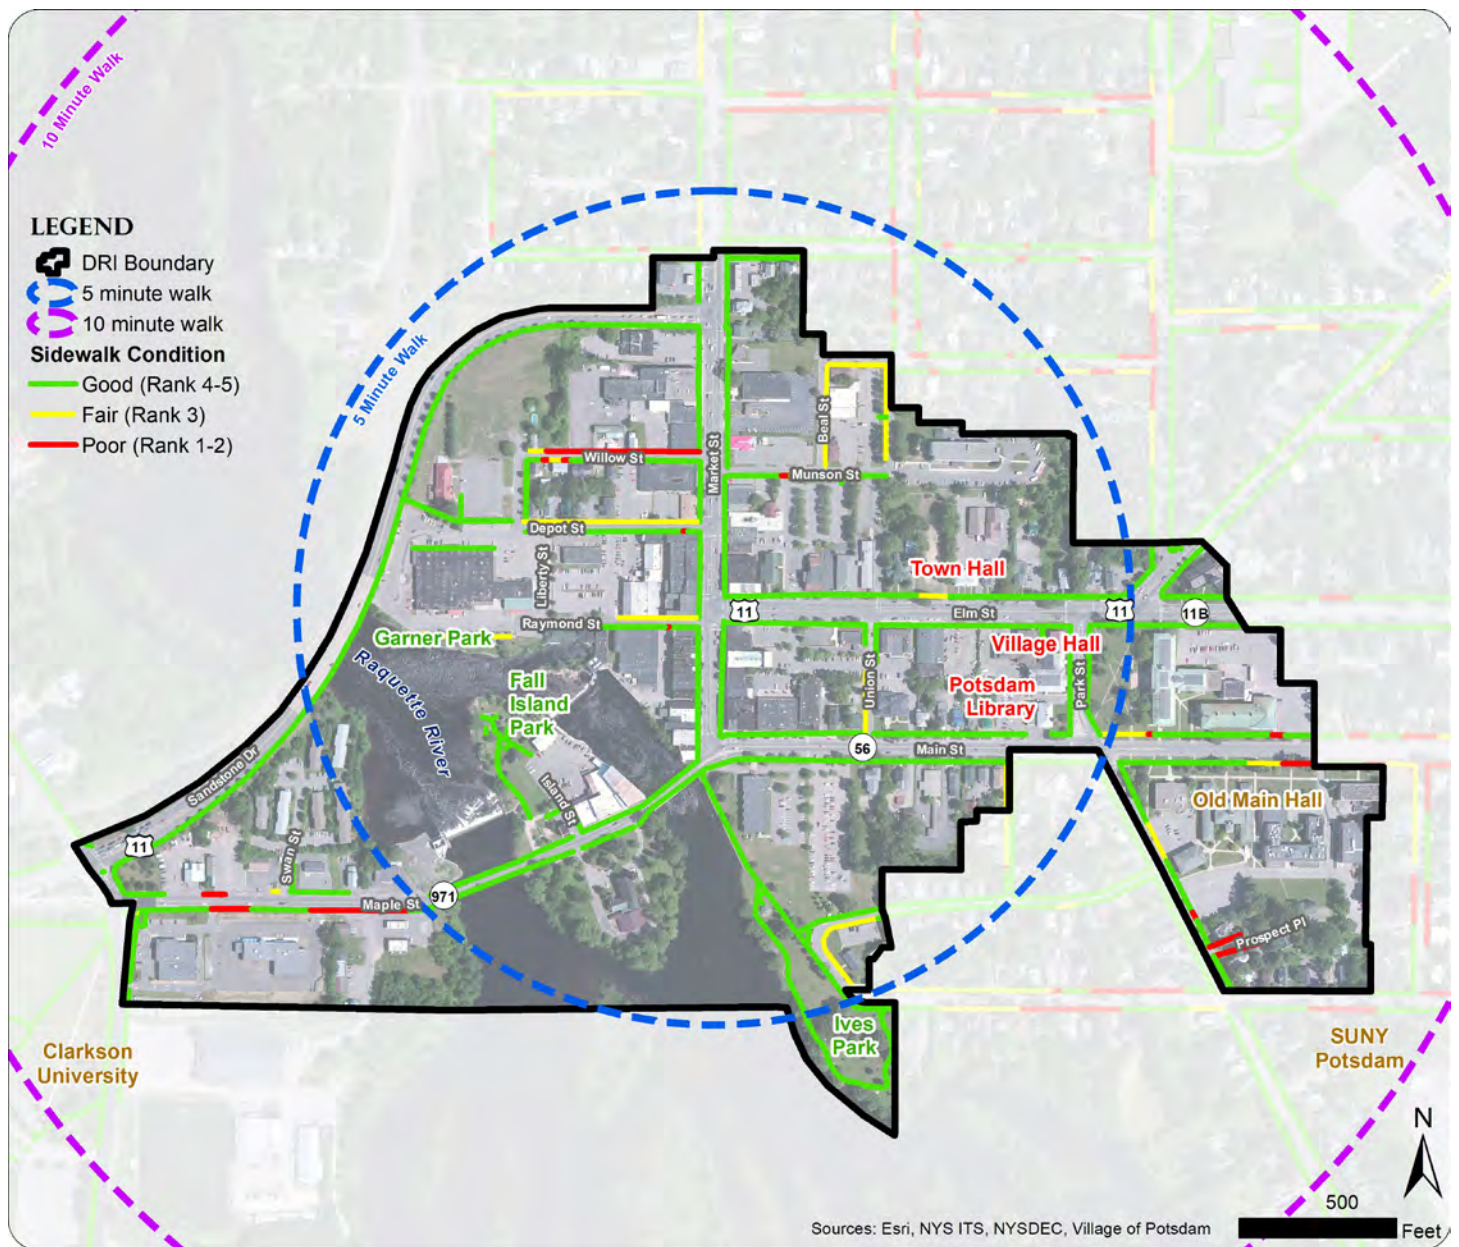 10 Minute Walk
LEGEND
DRI Boundary
5 minute walk
10 minute walk
Sidewalk Condition
Good (Rank 4-5)
Fair (Rank 3)
Poor (Rank 1-2)
5 Minute Walk
Beal St
Market St
Willow St
Munson St
Depot St
Liberty St
Town Hall
11
Elm St
11
11B
Raymond St
Garner Park
Village Hall
Raquette River
Fall
Island
Park
Union St
Park St
Potsdam
Library
56
Main St
Sandstone Dr
Island St
Old Main Hall
11
Swan St
Maple St
971
Prospect Pl
Ives
Park
Clarkson
University
SUNY
Potsdam
N
500
Feet
Sources: Esri, NYS ITS, NYSDEC, Village of Potsdam